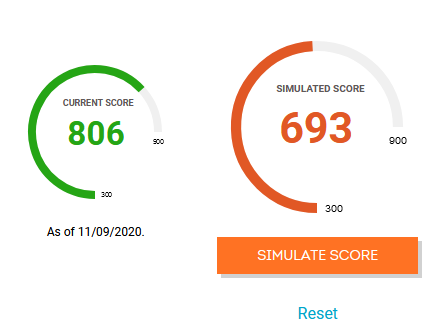 CURRENT SCORE
806
900
300
As of 11/09/2020.
SIMULATED SCORE
693
900
300
SIMULATE SCORE
Reset